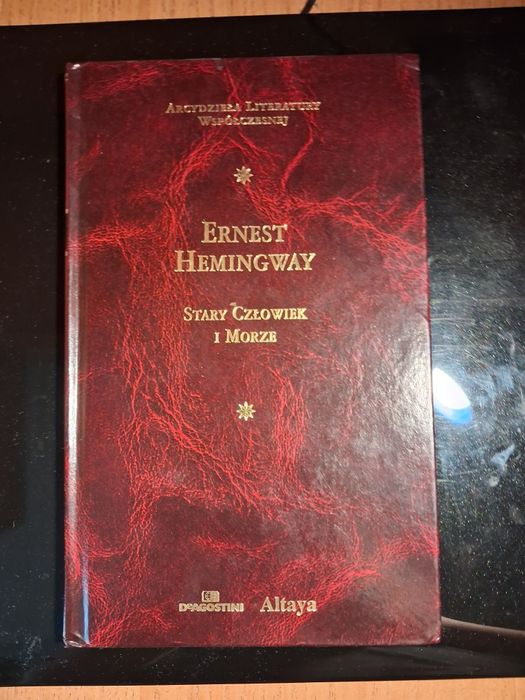 Arcydzieła Literatury
Współczesnej
Ernest
Hemingway
Stary Człowiek
i Morze
DeAGOSTINI Altaya